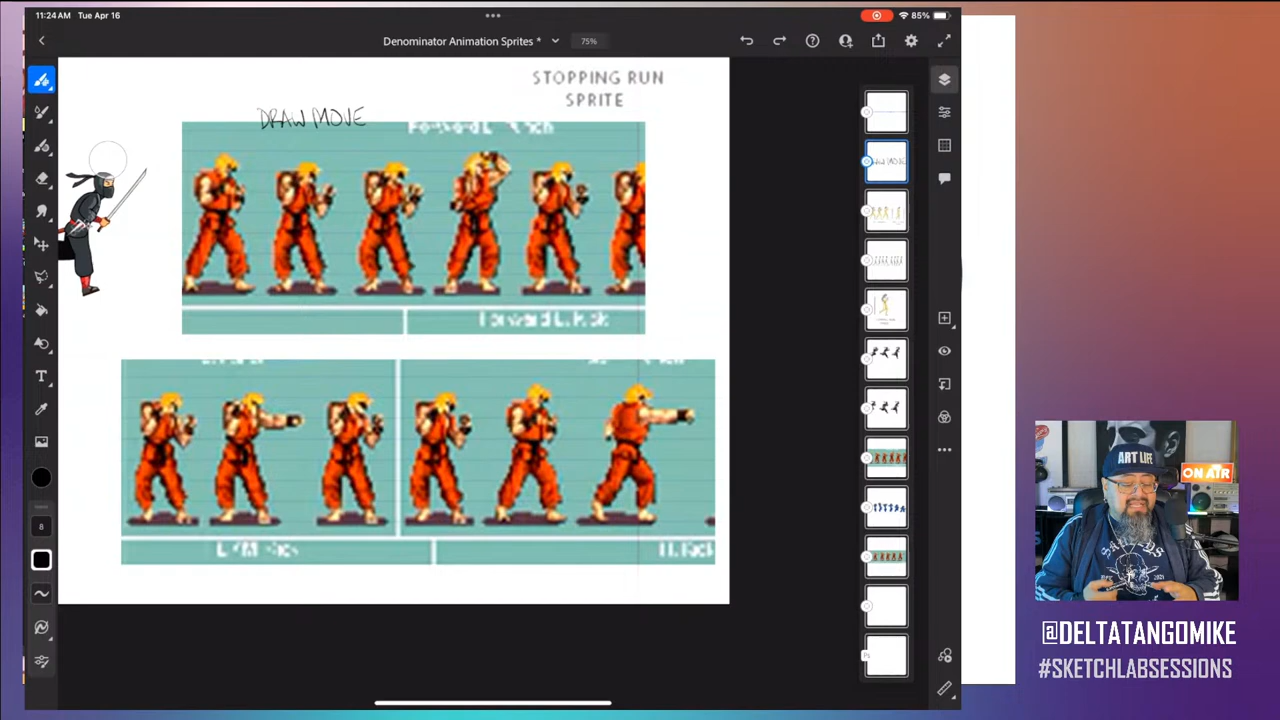 11:24 AM Tue Apr 16
85%
Denominator Animation Sprites *
75%
STOPPING RUN
SPRITE
DRAW MOVE
Forward L.
Forward L. Kick
ART LIFE
ON AIR
@DELTATANGOMIKE
#SKETCHLABSESSIONS